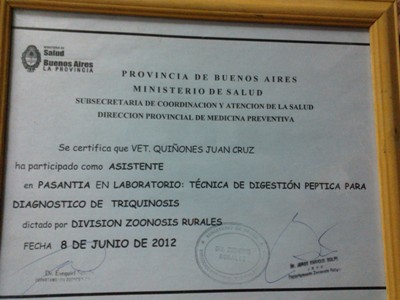 Salud
Buenos Aires
LA PROVINCIA
PROVINCIA DE BUENOS AIRES
MINISTERIO DE SALUD
SUBSECRETARIA DE COORDINACION Y ATENCION DE LA SALUD
DIRECCION PROVINCIAL DE MEDICINA PREVENTIVA
Se certifica que VET. QUIÑONES JUAN CRUZ
ha participado como ASISTENTE
en PASANTIA EN LABORATORIO: TÉCNICA DE DIGESTIÓN PEPTICA PARA
DIAGNOSTICO DE TRIQUINOSIS
dictado por DIVISION ZOONOSIS RURALES
FECHA 8 DE JUNIO DE 2012
Dr. Ezequiel
Dr.